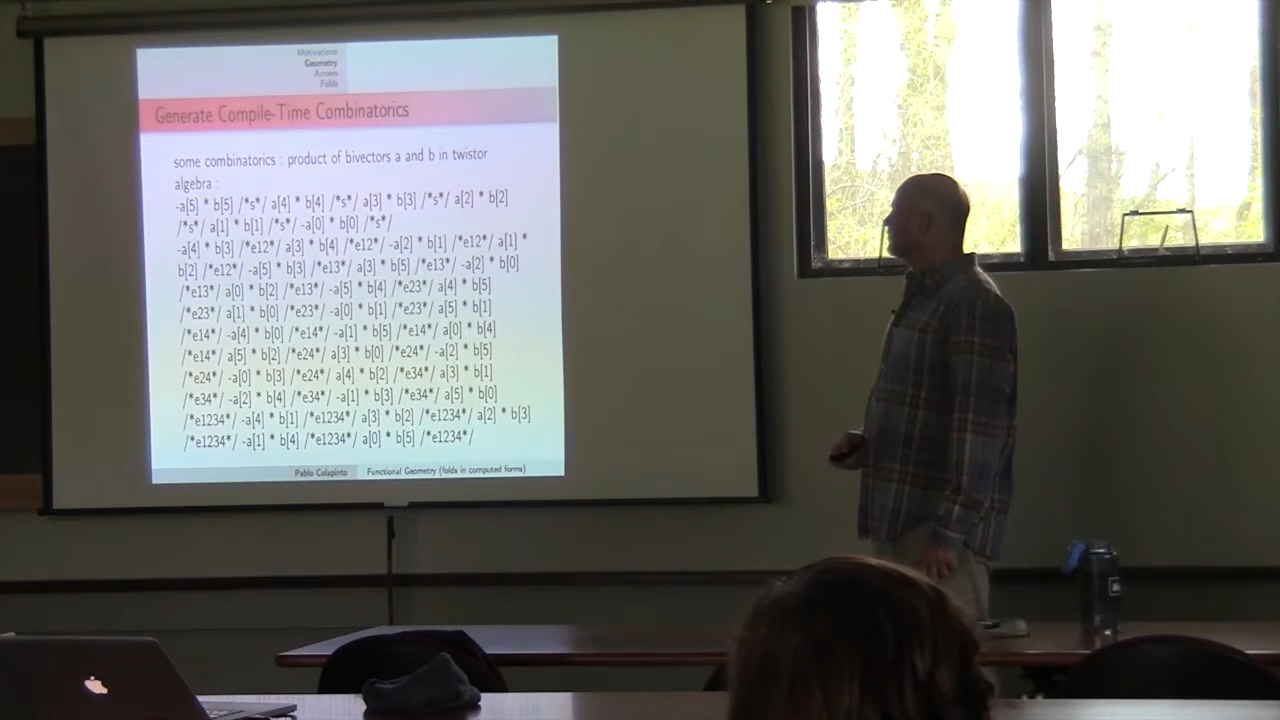 Motivations
Geometry
Arrows
Folds
Generate Compile-Time Combinatorics
some combinatorics : product of bivectors a and b in twistor
algebra :
-a[5] * b[5] /*s*/ a[4] * b[4] /*s*/ a[3] * b[3] /*s*/ a[2] * b[2]
/*s*/ a[1] * b[1] /*s*/ -a[0] * b[0] /*s*/
-a[4] * b[3] /*e12*/ a[3] * b[4] /*e12*/ -a[2] * b[1] /*e12*/ a[1] *
b[2] /*e12*/ -a[5] * b[3] /*e13*/ a[3] * b[5] /*e13*/ -a[2] * b[0]
/*e13*/ a[0] * b[2] /*e13*/ -a[5] * b[4] /*e23*/ a[4] * b[5]
/*e23*/ a[1] * b[0] /*e23*/ -a[0] * b[1] /*e23*/ a[5] * b[1]
/*e14*/ -a[4] * b[0] /*e14*/ -a[1] * b[5] /*e14*/ a[0] * b[4]
/*e14*/ a[5] * b[2] /*e24*/ a[3] * b[0] /*e24*/ -a[2] * b[5]
/*e24*/ -a[0] * b[3] /*e24*/ a[4] * b[2] /*e34*/ a[3] * b[1]
/*e34*/ -a[2] * b[4] /*e34*/ -a[1] * b[3] /*e34*/ a[5] * b[0]
/*e1234*/ -a[4] * b[1] /*e1234*/ a[3] * b[2] /*e1234*/ a[2] * b[3]
/*e1234*/ -a[1] * b[4] /*e1234*/ a[0] * b[5] /*e1234*/
Pablo Colapinto Functional Geometry (folds in computed forms)